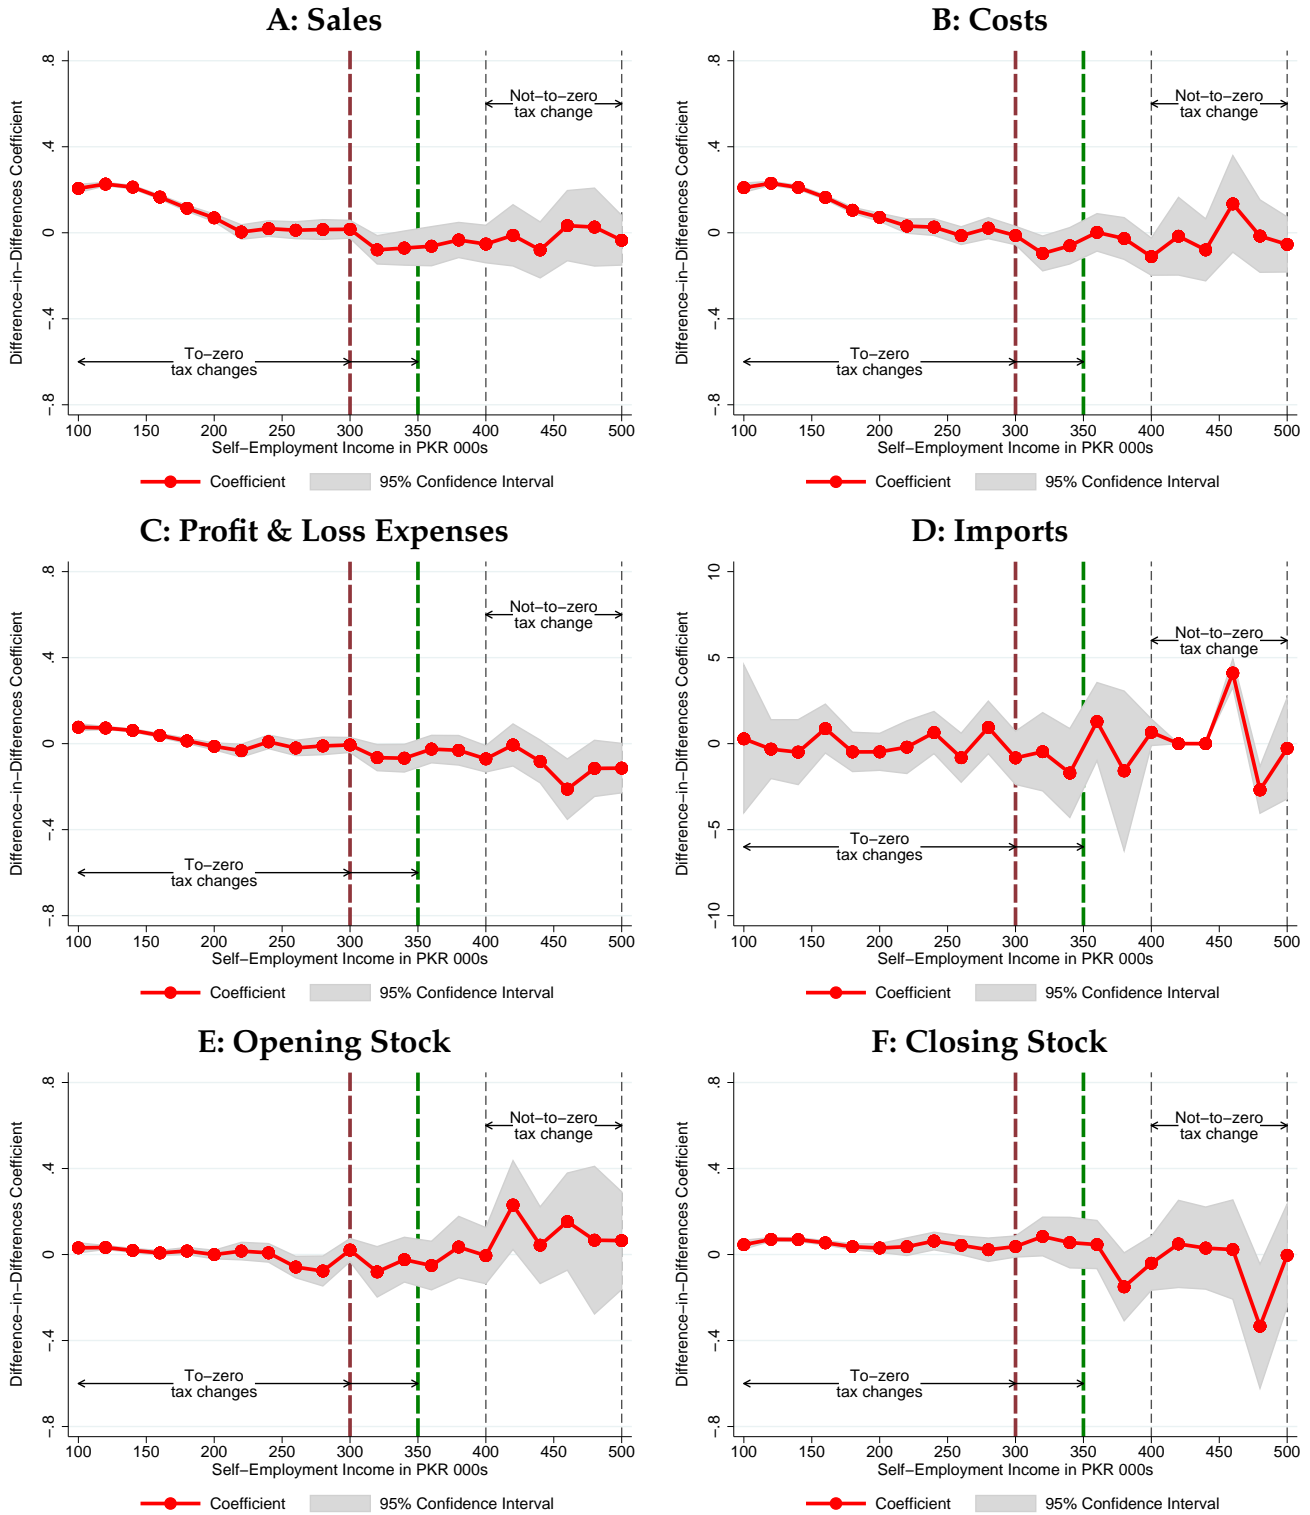 A: Sales
Difference−in−Differences Coefficient
.8
.4
0
−.4
−.8
Not−to−zero
tax change
To−zero
tax changes
100 150 200 250 300 350 400 450 500
Self−Employment Income in PKR 000s
Coefficient 95% Confidence Interval
B: Costs
Difference−in−Differences Coefficient
.8
.4
0
−.4
−.8
Not−to−zero
tax change
To−zero
tax changes
100 150 200 250 300 350 400 450 500
Self−Employment Income in PKR 000s
Coefficient 95% Confidence Interval
C: Profit & Loss Expenses
Difference−in−Differences Coefficient
.8
.4
0
−.4
−.8
Not−to−zero
tax change
To−zero
tax changes
100 150 200 250 300 350 400 450 500
Self−Employment Income in PKR 000s
Coefficient 95% Confidence Interval
D: Imports
Difference−in−Differences Coefficient
10
5
0
−5
−10
Not−to−zero
tax change
To−zero
tax changes
100 150 200 250 300 350 400 450 500
Self−Employment Income in PKR 000s
Coefficient 95% Confidence Interval
E: Opening Stock
Difference−in−Differences Coefficient
.8
.4
0
−.4
−.8
Not−to−zero
tax change
To−zero
tax changes
100 150 200 250 300 350 400 450 500
Self−Employment Income in PKR 000s
Coefficient 95% Confidence Interval
F: Closing Stock
Difference−in−Differences Coefficient
.8
.4
0
−.4
−.8
Not−to−zero
tax change
To−zero
tax changes
100 150 200 250 300 350 400 450 500
Self−Employment Income in PKR 000s
Coefficient 95% Confidence Interval